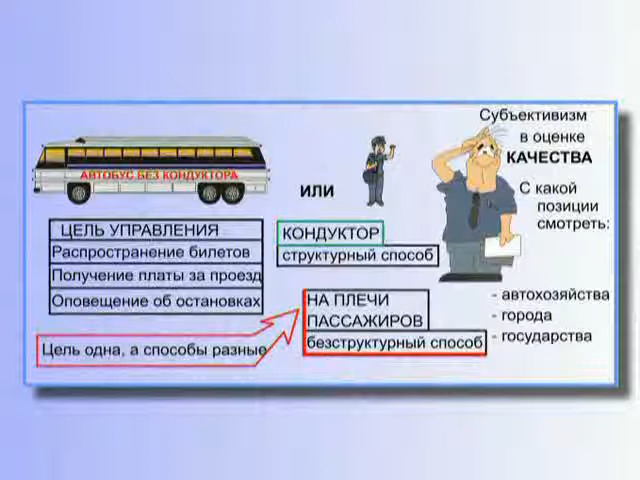 Субъективизм
в оценке
КАЧЕСТВА
АВТОБУС БЕЗ КОНДУКТОРА
ИЛИ
С какой
позиции
смотреть:
ЦЕЛЬ УПРАВЛЕНИЯ
Распространение билетов
Получение платы за проезд
Оповещение об остановках
КОНДУКТОР
структурный способ
НА ПЛЕЧИ
ПАССАЖИРОВ
безструктурный способ
- автохозяйства
- города
- государства
Цель одна, а способы разные